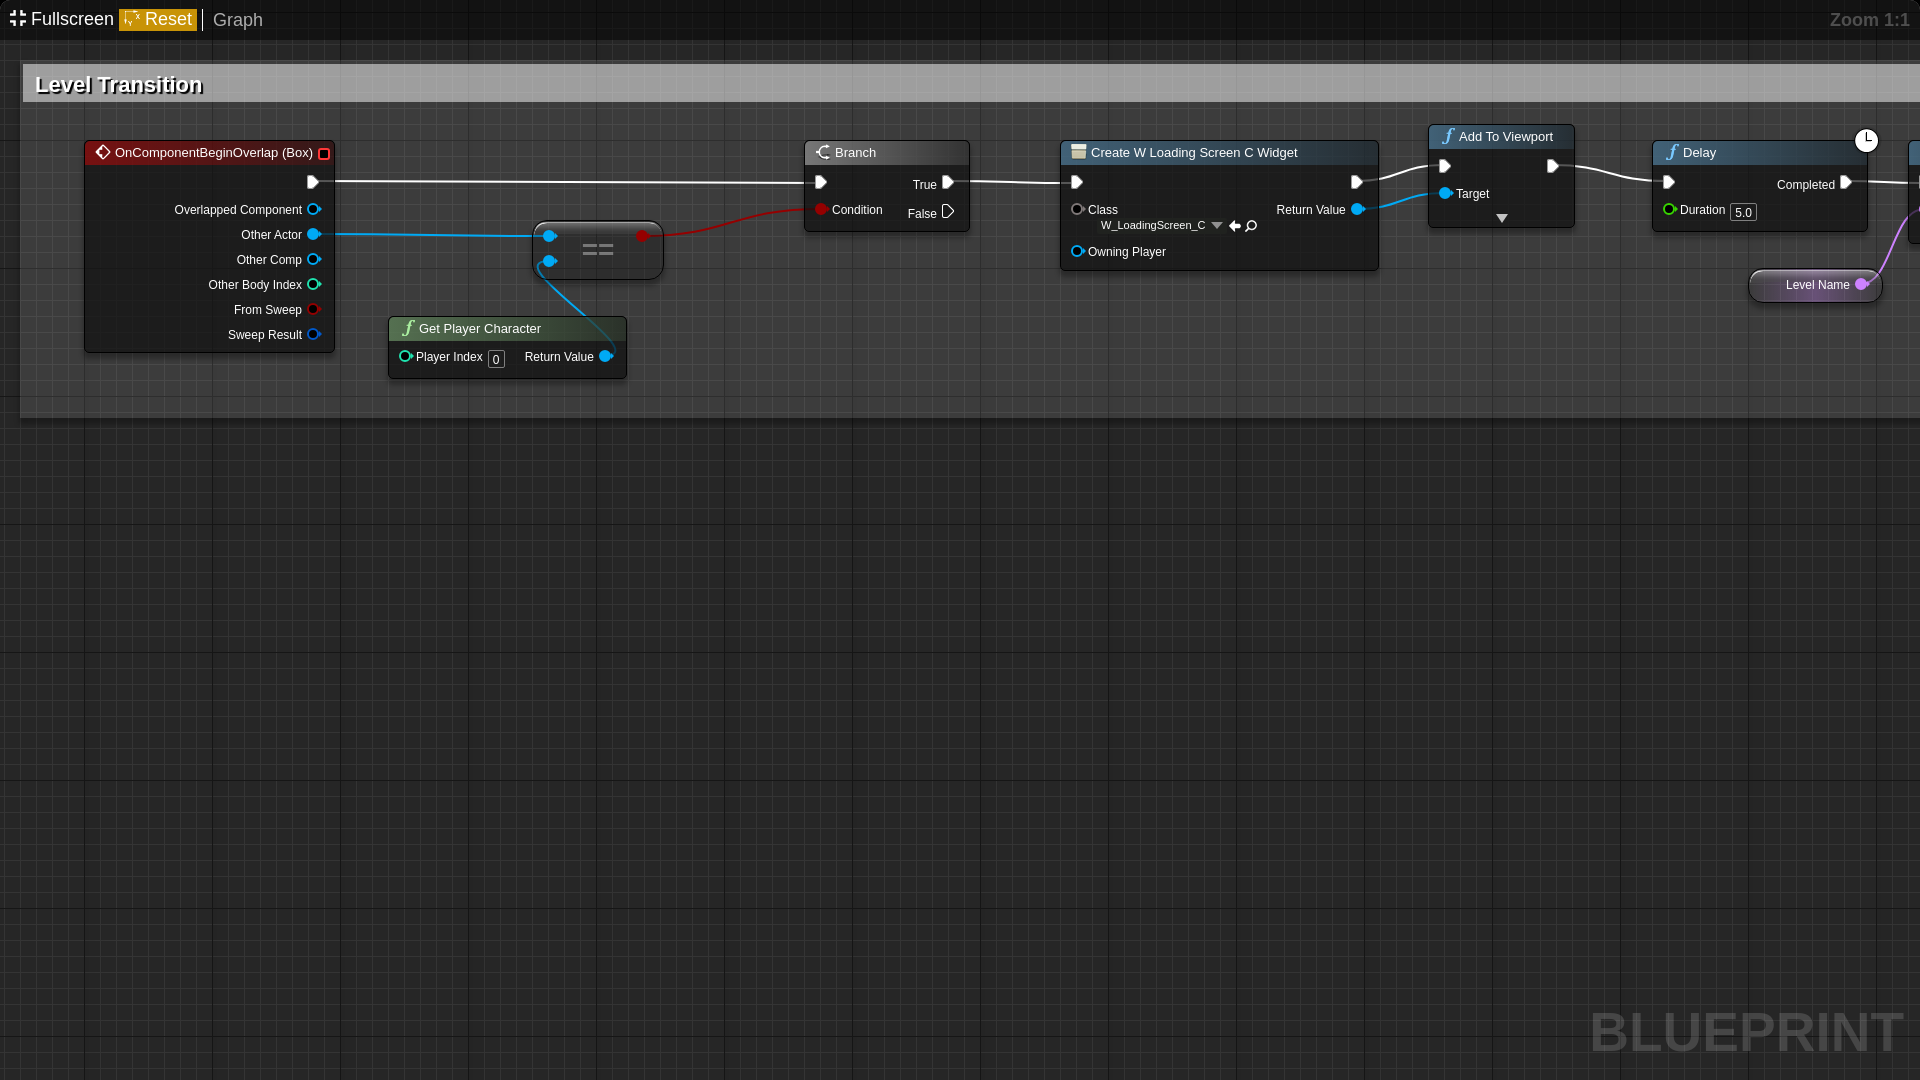 Fullscreen Reset Graph Zoom 1:1
Level Transition
OnComponentBeginOverlap (Box)
Overlapped Component
Other Actor
Other Comp
Other Body Index
From Sweep
Sweep Result
==
Get Player Character
Player Index 0 Return Value
Branch
True
Condition
False
Create W Loading Screen C Widget
Class Return Value
W_LoadingScreen_C
Owning Player
Add To Viewport
Target
Delay
Completed
Duration 5.0
Level Name
BLUEPRINT